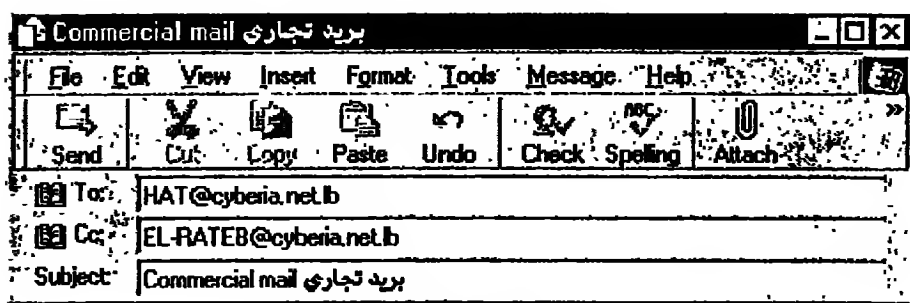 Commercial mail بريد تجاري
File Edit View Insert Format Tools Message Help
Send Cut Copy Paste Undo Check Spelling Attach »
To: HAT@cyberia.net.lb
Cc: EL-RATEB@cyberia.net.lb
Subject: Commercial mail بريد تجاري